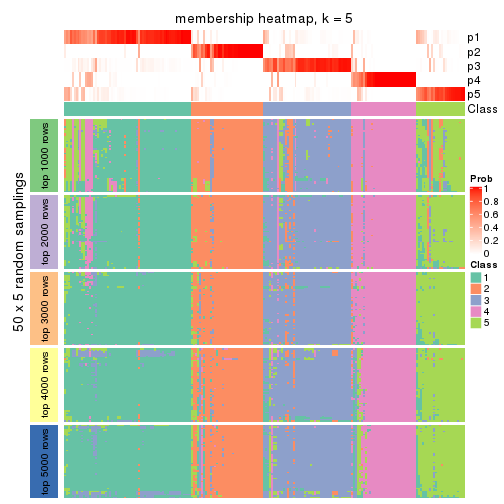 membership heatmap, k = 5
p1
p2
p3
p4
p5
Class
50 x 5 random samplings
top 1000 rows
top 2000 rows
top 3000 rows
top 4000 rows
top 5000 rows
Prob
1
0.8
0.6
0.4
0.2
0
Class
1
2
3
4
5